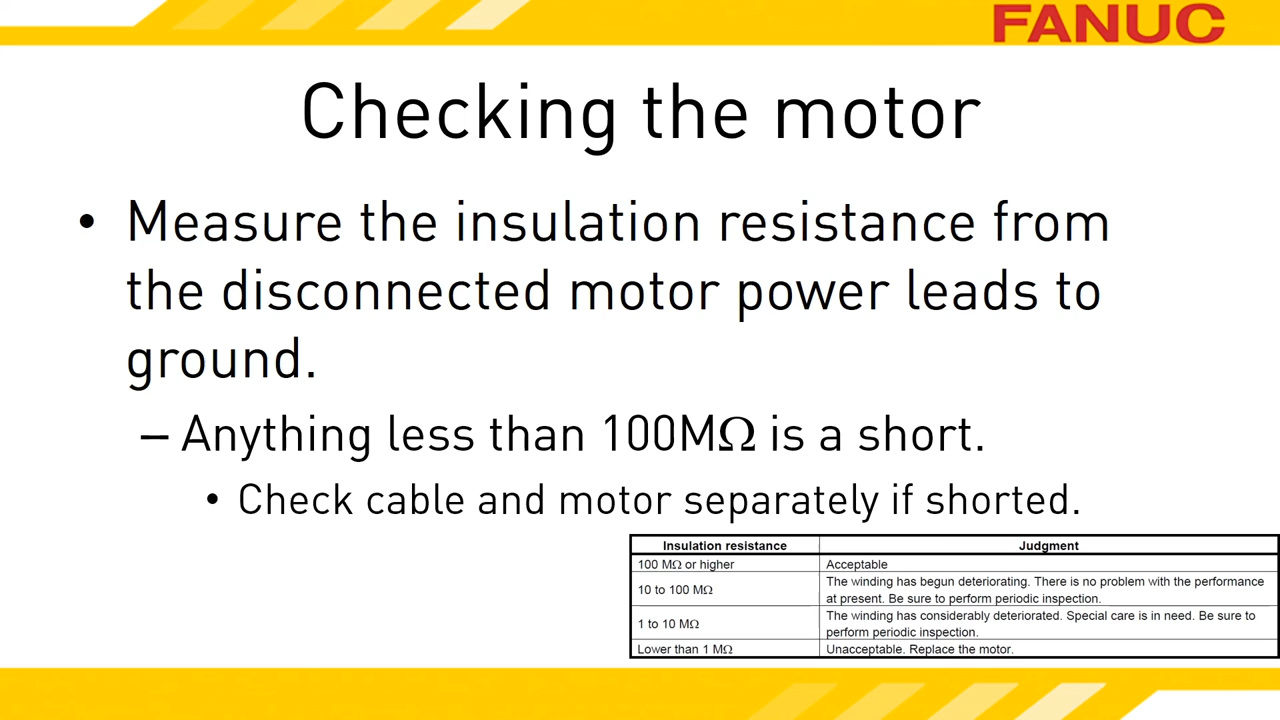 FANUC
Checking the motor
• Measure the insulation resistance from
the disconnected motor power leads to
ground.
– Anything less than 100MΩ is a short.
• Check cable and motor separately if shorted.
Insulation resistance Judgment
100 MΩ or higher Acceptable
10 to 100 MΩ The winding has begun deteriorating. There is no problem with the performance
at present. Be sure to perform periodic inspection.
1 to 10 MΩ The winding has considerably deteriorated. Special care is in need. Be sure to
perform periodic inspection.
Lower than 1 MΩ Unacceptable. Replace the motor.